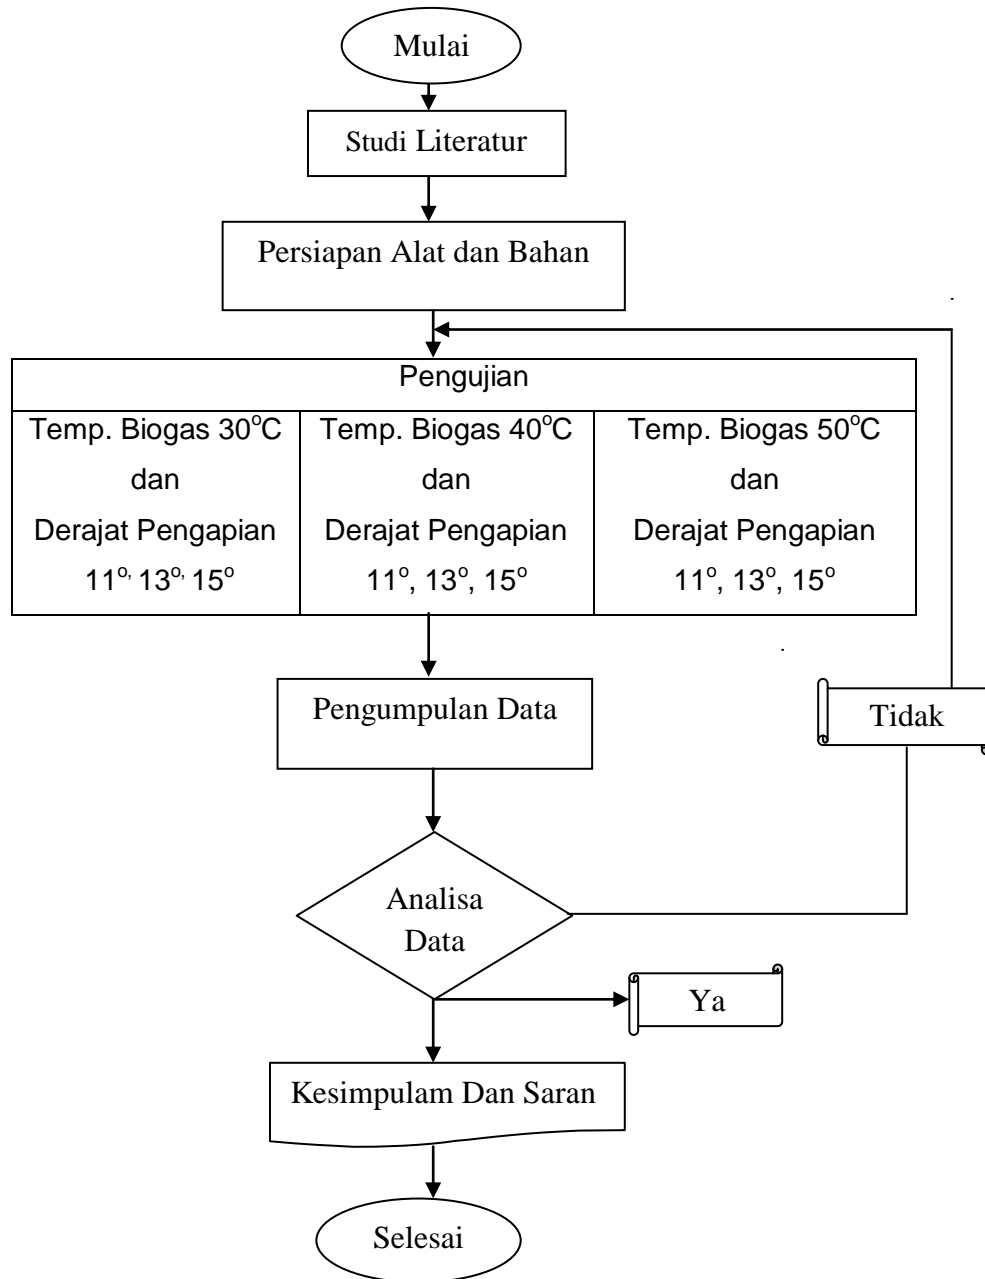 Mulai
Studi Literatur
Persiapan Alat dan Bahan
Pengujian
Temp. Biogas 30°C
dan
Derajat Pengapian
11°, 13°, 15°
Temp. Biogas 40°C
dan
Derajat Pengapian
11°, 13°, 15°
Temp. Biogas 50°C
dan
Derajat Pengapian
11°, 13°, 15°
Pengumpulan Data
Tidak
Analisa
Data
Ya
Kesimpulam Dan Saran
Selesai